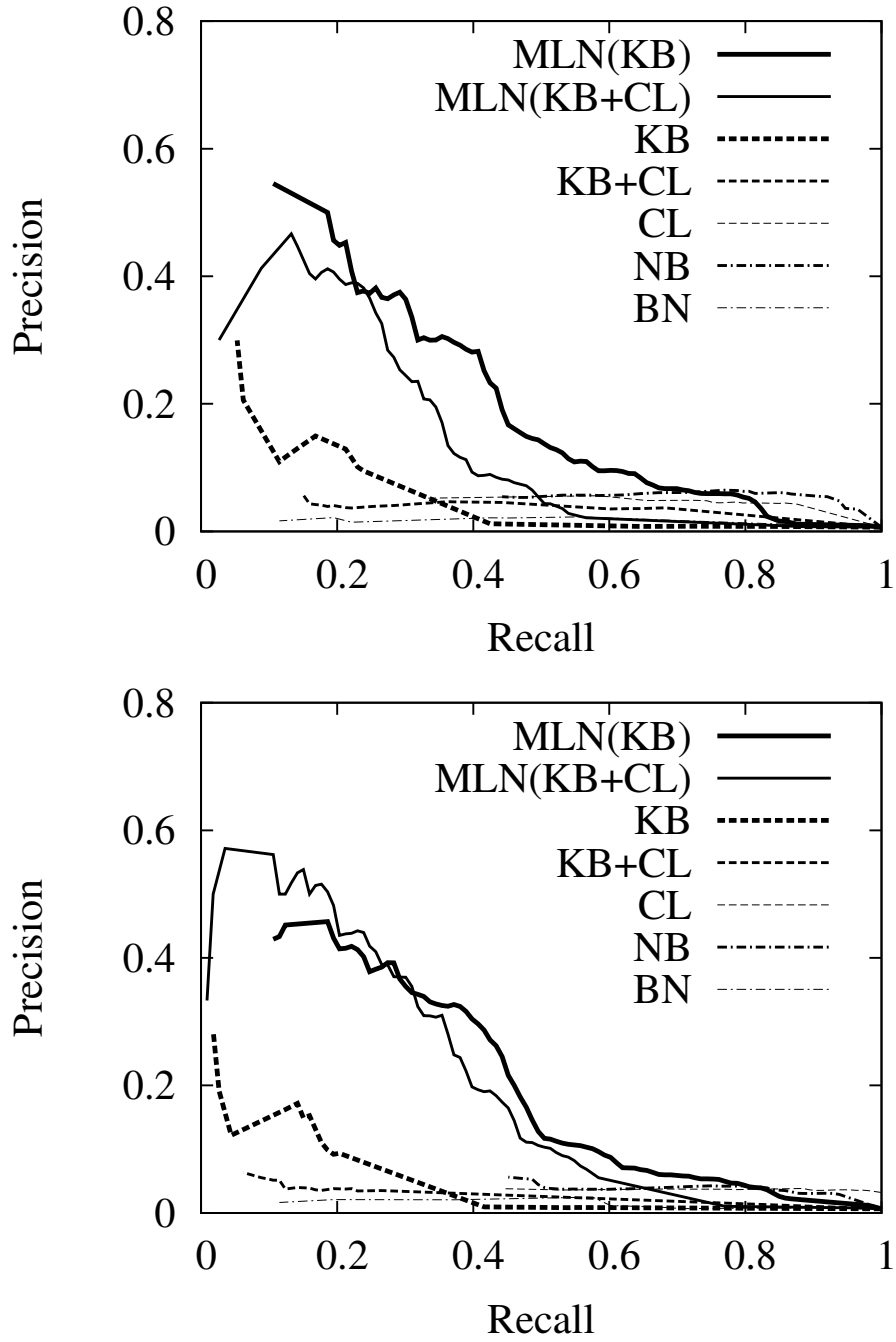 0.8
MLN(KB)
MLN(KB+CL)
0.6
KB
KB+CL
CL
Precision
0.4
NB
BN
0.2
0
0 0.2 0.4 0.6 0.8 1
Recall
0.8
MLN(KB)
MLN(KB+CL)
0.6
KB
KB+CL
CL
Precision
0.4
NB
BN
0.2
0
0 0.2 0.4 0.6 0.8 1
Recall